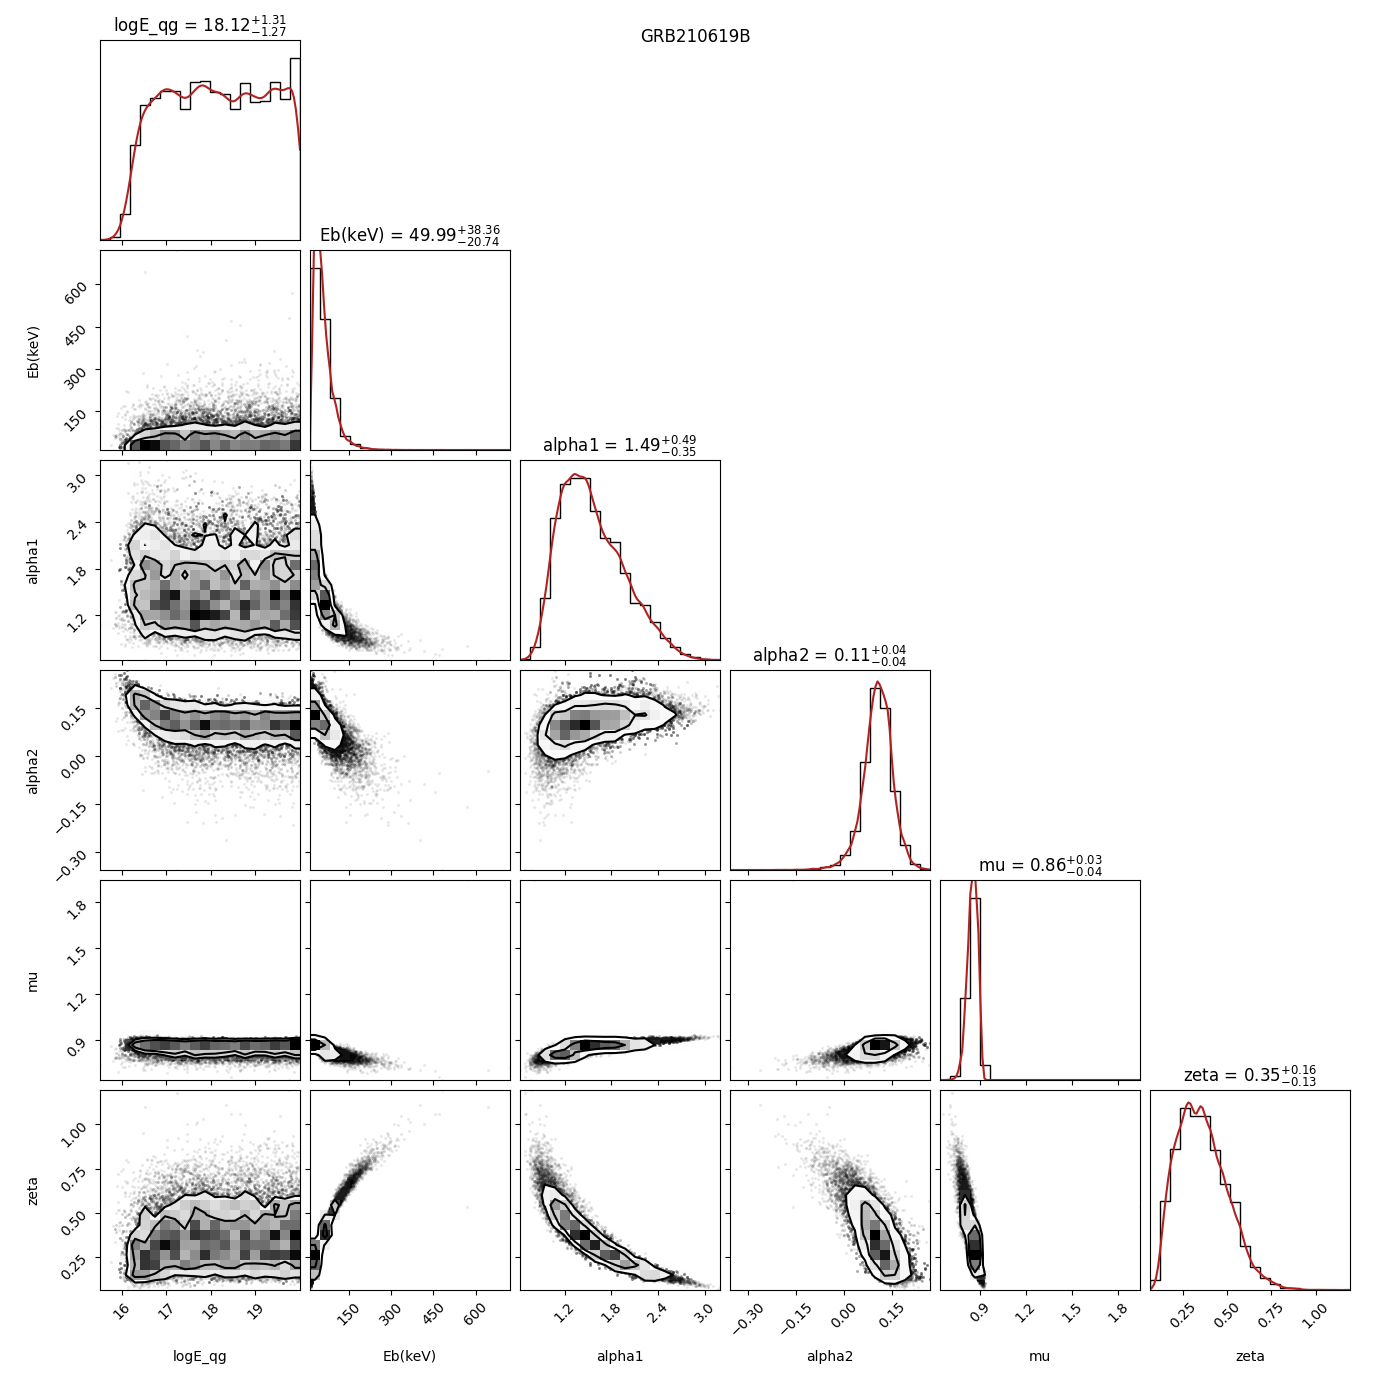 logE_qg = 18.12+1.31 −1.27
GRB210619B
Eb(keV) = 49.99+38.36 −20.74
600
450
300
150
Eb(keV)
alpha1 = 1.49+0.49 −0.35
3.0
2.4
1.8
1.2
alpha1
alpha2 = 0.11+0.04 −0.04
0.15
0.00
−0.15
−0.30
alpha2
mu = 0.86+0.03 −0.04
1.8
1.5
1.2
0.9
mu
zeta = 0.35+0.16 −0.13
1.00
0.75
0.50
0.25
zeta
16 17 18 19 150 300 450 600 1.2 1.8 2.4 3.0 −0.30 −0.15 0.00 0.15 0.9 1.2 1.5 1.8 0.25 0.50 0.75 1.00
logE_qg Eb(keV) alpha1 alpha2 mu zeta